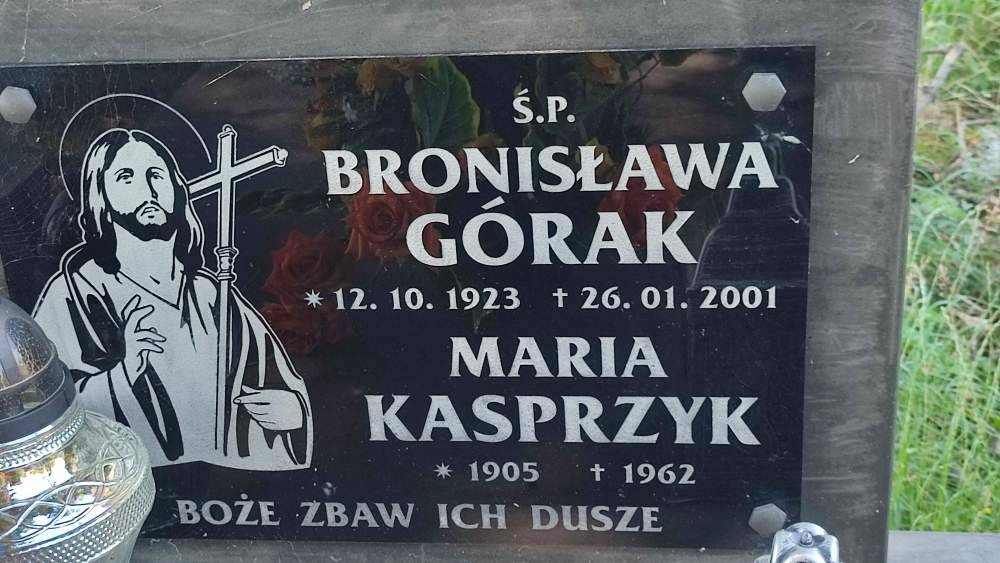 Ś.P.
BRONISŁAWA
GÓRAK
* 12. 10. 1923 † 26. 01. 2001
MARIA
KASPRZYK
* 1905 † 1962
BOŻE ZBAW ICH DUSZE